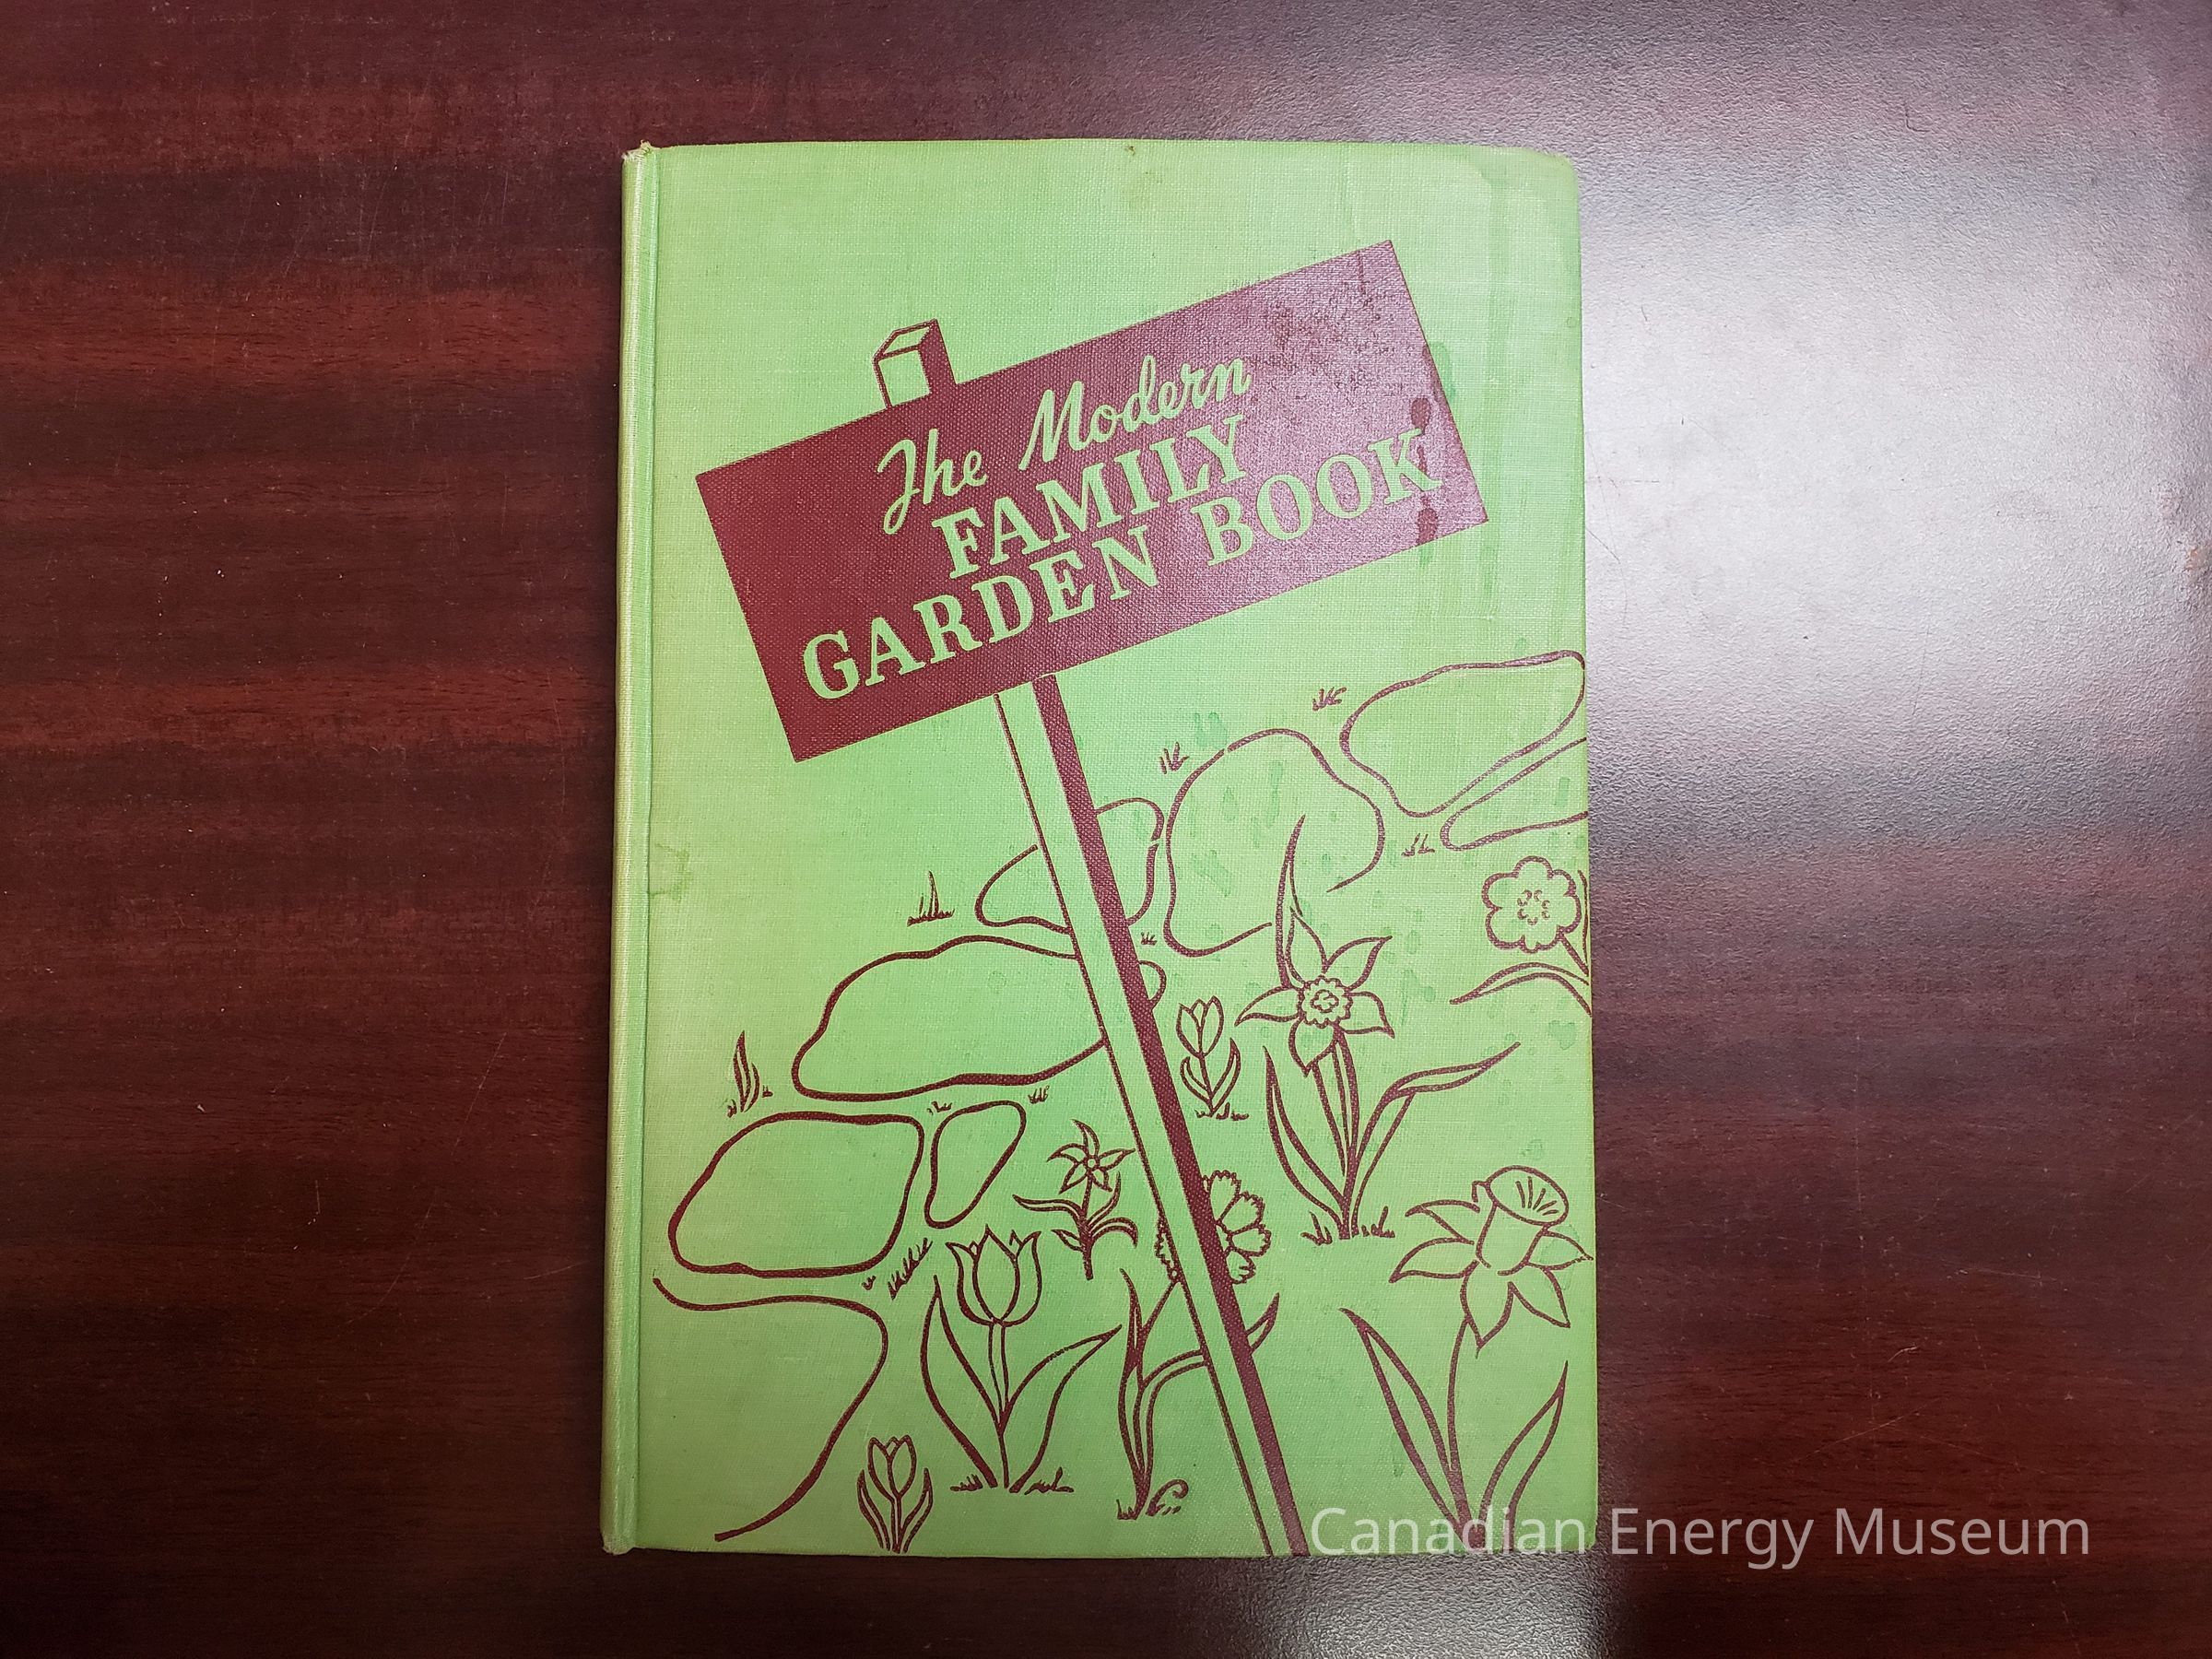 The Modern
FAMILY
GARDEN BOOK
Canadian Energy Museum